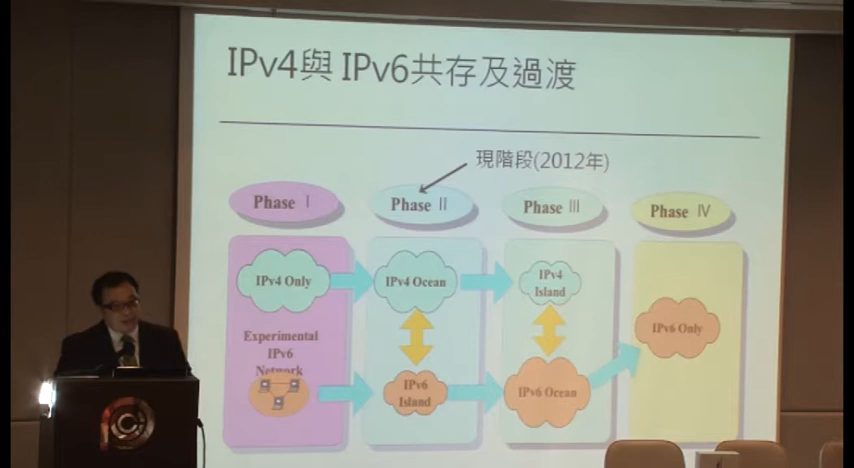 IPv4與 IPv6共存及過渡
現階段(2012年)
Phase I
Phase II
Phase III
Phase IV
IPv4 Only
IPv4 Ocean
IPv4
Island
IPv6 Only
Experimental
IPv6
Network
IPv6
Island
IPv6 Ocean